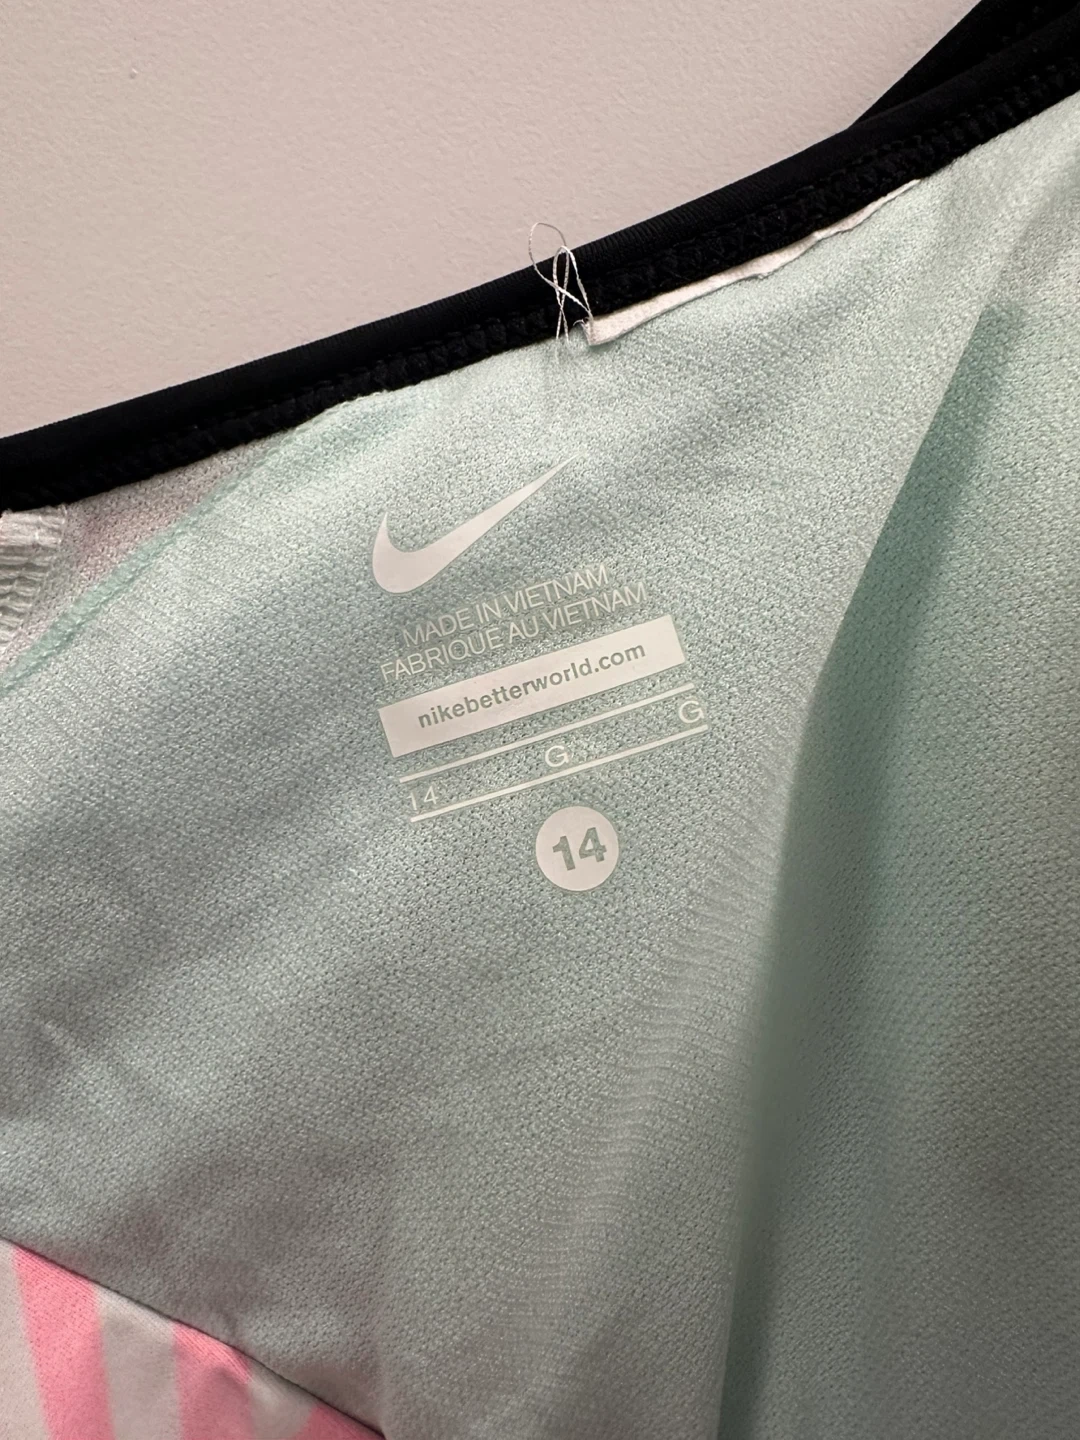 MADE IN VIETNAM
FABRIQUE AU VIETNAM
nikebetterworld.com
14 G G
14